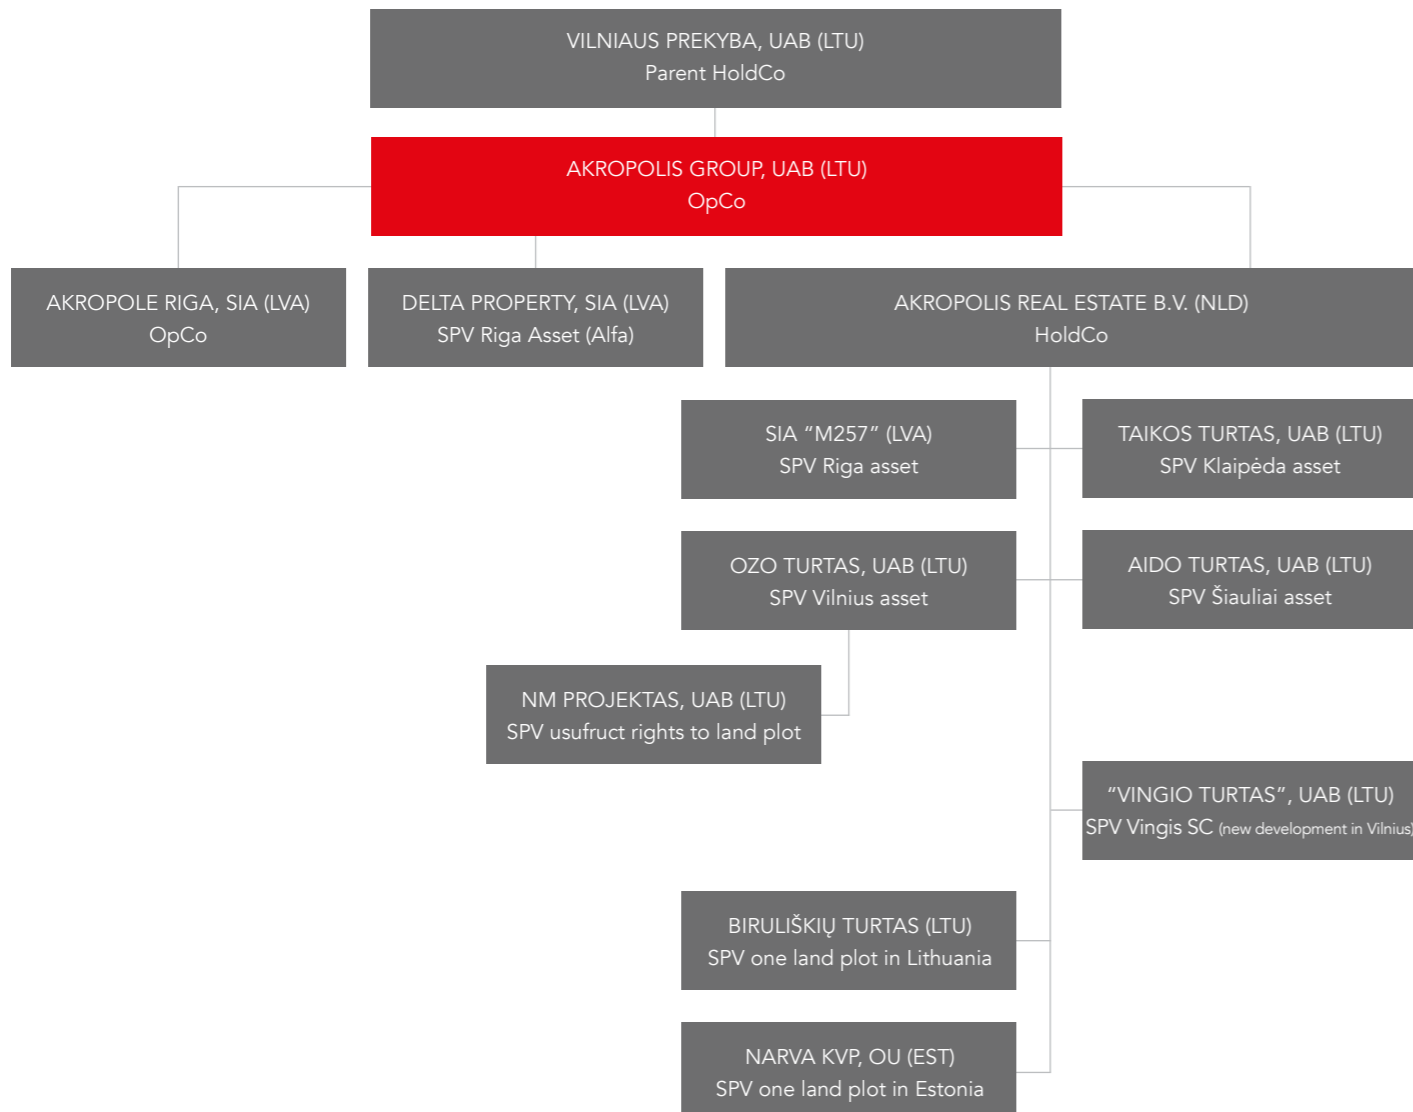 VILNIAUS PREKYBA, UAB (LTU)
Parent HoldCo
AKROPOLIS GROUP, UAB (LTU)
OpCo
AKROPOLE RIGA, SIA (LVA)
OpCo
DELTA PROPERTY, SIA (LVA)
SPV Riga Asset (Alfa)
AKROPOLIS REAL ESTATE B.V. (NLD)
HoldCo
SIA “M257” (LVA)
SPV Riga asset
TAIKOS TURTAS, UAB (LTU)
SPV Klaipėda asset
OZO TURTAS, UAB (LTU)
SPV Vilnius asset
AIDO TURTAS, UAB (LTU)
SPV Šiauliai asset
NM PROJEKTAS, UAB (LTU)
SPV usufruct rights to land plot
“VINGIO TURTAS”, UAB (LTU)
SPV Vingis SC (new development in Vilnius)
BIRULIŠKIŲ TURTAS (LTU)
SPV one land plot in Lithuania
NARVA KVP, OU (EST)
SPV one land plot in Estonia